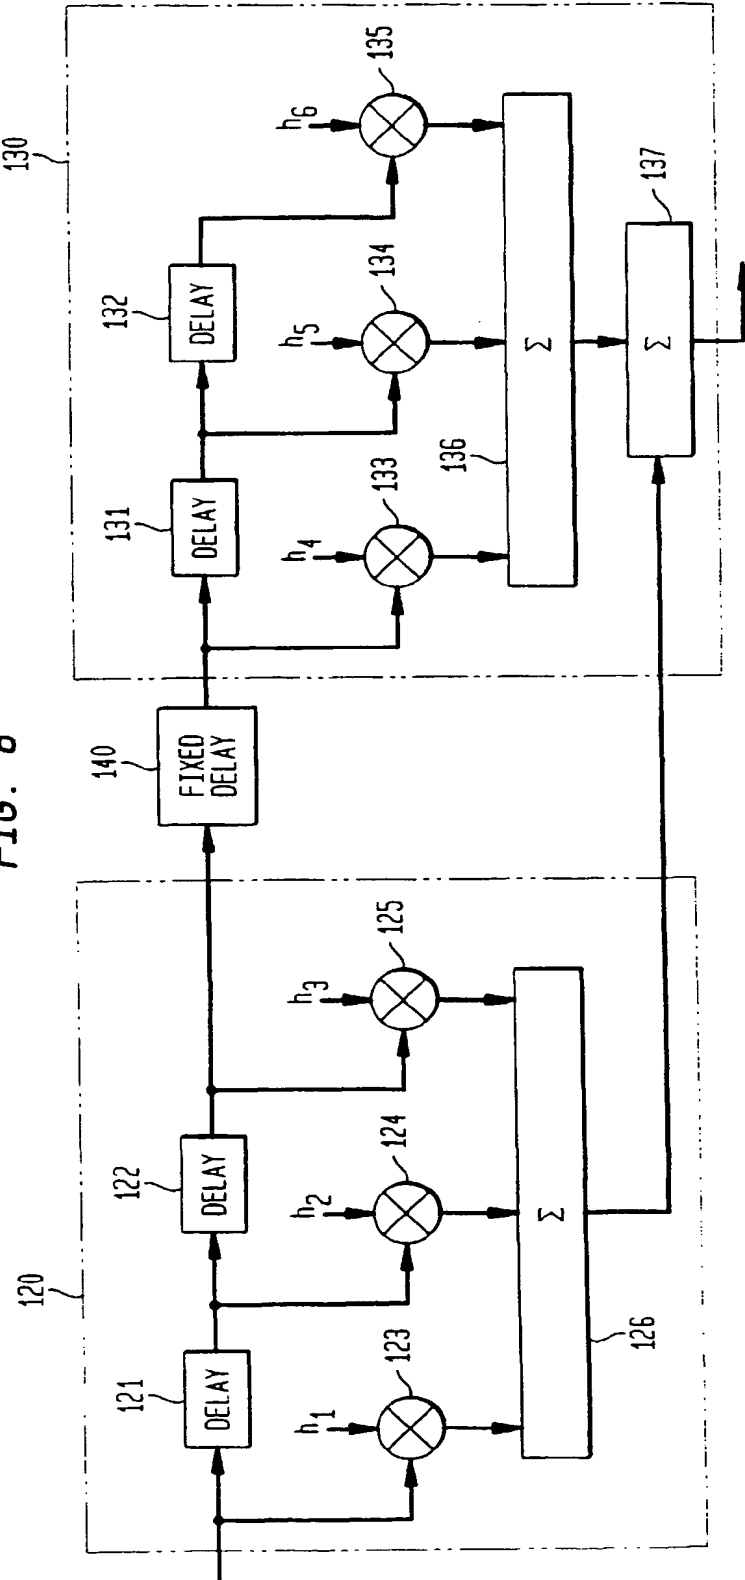 FIG. 8
120
121
DELAY
122
DELAY
h1
123
h2
124
h3
125
Σ
126
140
FIXED
DELAY
130
131
DELAY
132
DELAY
h4
133
h5
134
h6
135
136
Σ
Σ
137